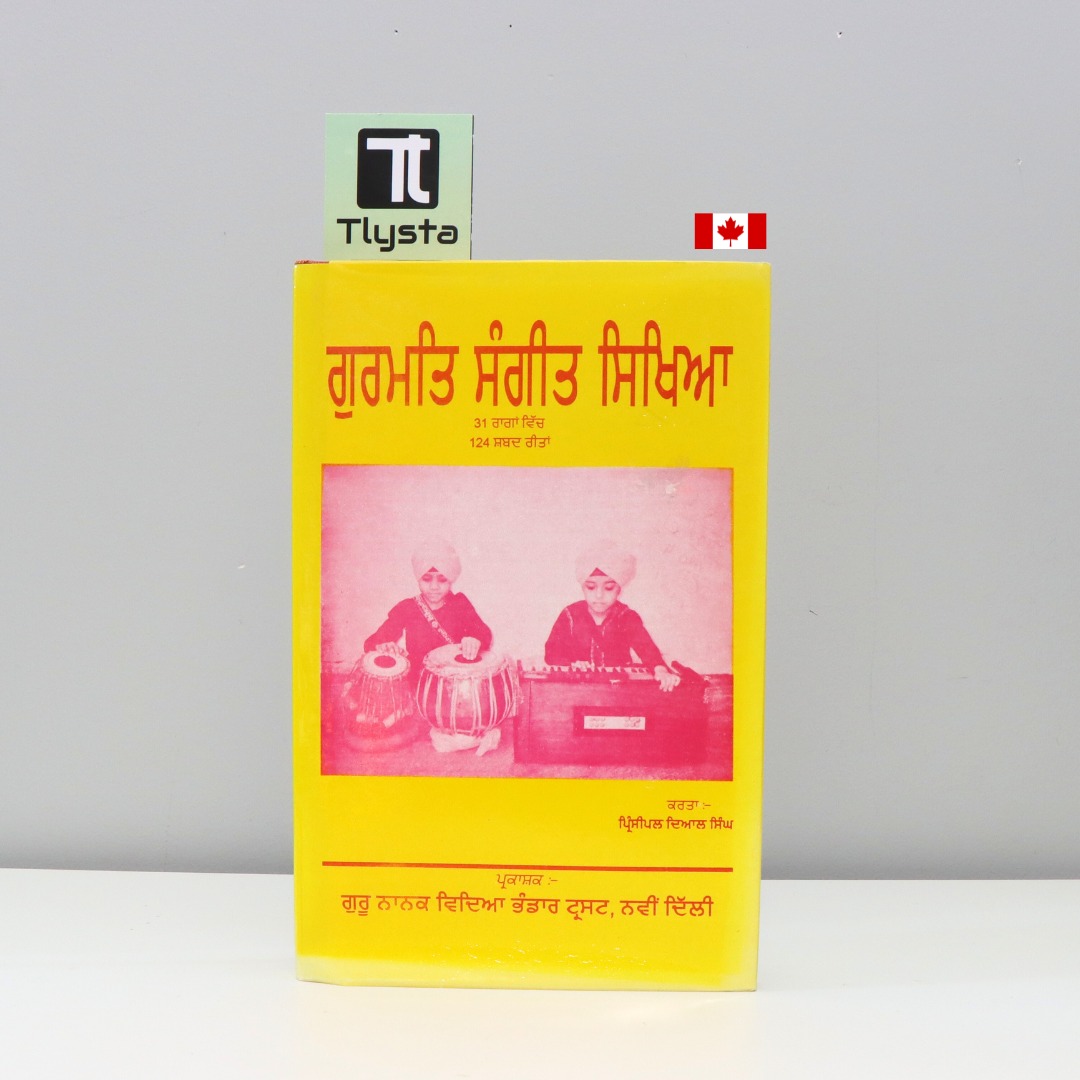 Tlysta
ਗੁਰਮਤਿ ਸੰਗੀਤ ਸਿਖਿਆ
31 ਰਾਗਾਂ ਵਿੱਚ
124 ਸ਼ਬਦ ਰੀਤਾਂ
ਕਰਤਾ :-
ਪ੍ਰਿੰਸੀਪਲ ਦਿਆਲ ਸਿੰਘ
ਪ੍ਰਕਾਸ਼ਕ :-
ਗੁਰੂ ਨਾਨਕ ਵਿਦਿਆ ਭੰਡਾਰ ਟ੍ਰਸਟ, ਨਵੀਂ ਦਿੱਲੀ